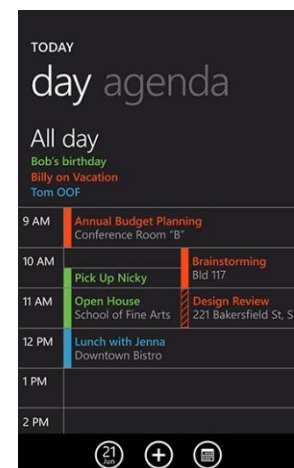 TODAY
day agenda
All day
Bob's birthday
Billy on Vacation
Tom OOF
9 AM
Annual Budget Planning
Conference Room "B"
10 AM
Brainstorming
Bld 117
Pick Up Nicky
11 AM
Open House
School of Fine Arts
Design Review
221 Bakersfield St, S
12 PM
Lunch with Jenna
Downtown Bistro
1 PM
2 PM
21
Jun